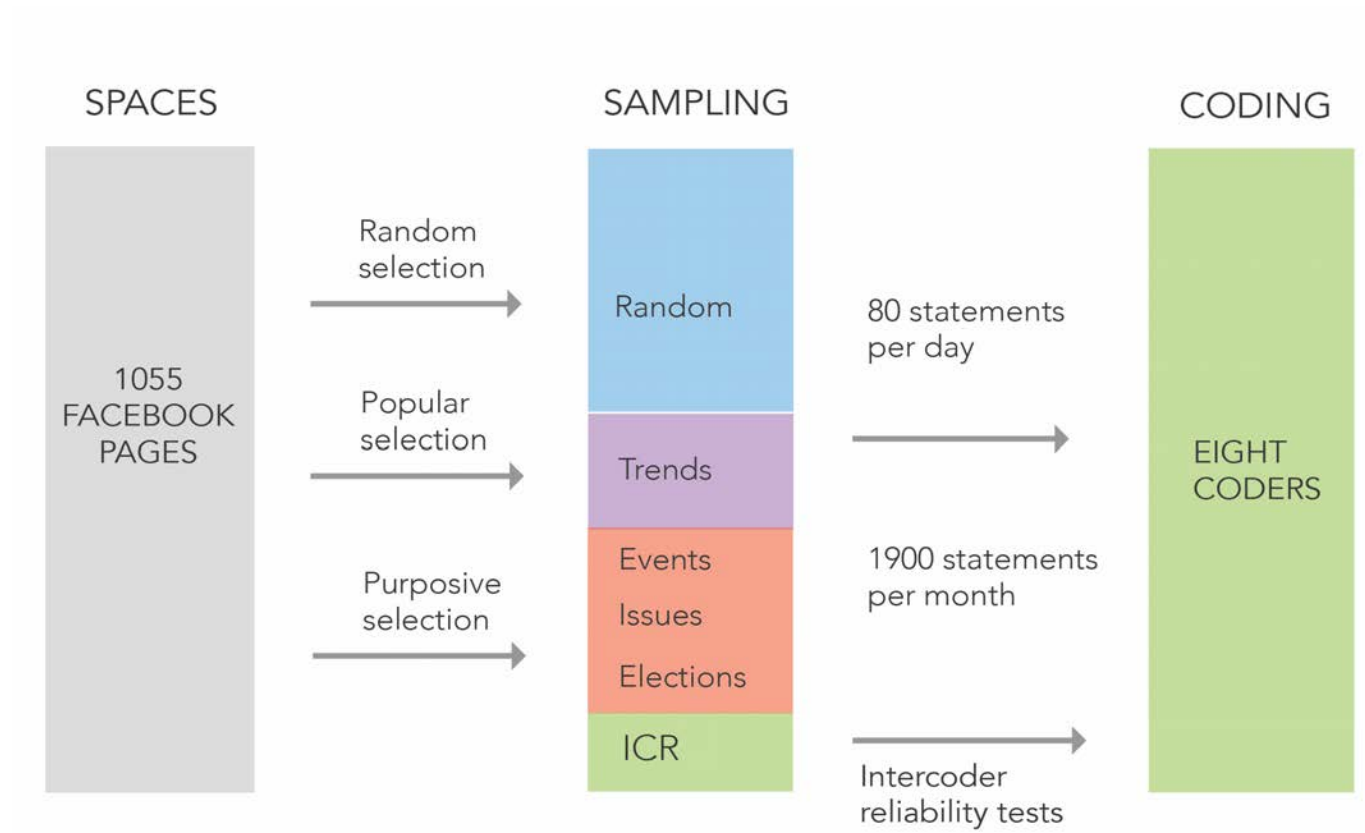 SPACES
SAMPLING
CODING
Random
selection
Popular
selection
Purposive
selection
1055
FACEBOOK
PAGES
Random
Trends
Events
Issues
Elections
ICR
80 statements
per day
1900 statements
per month
Intercoder
reliability tests
EIGHT
CODERS